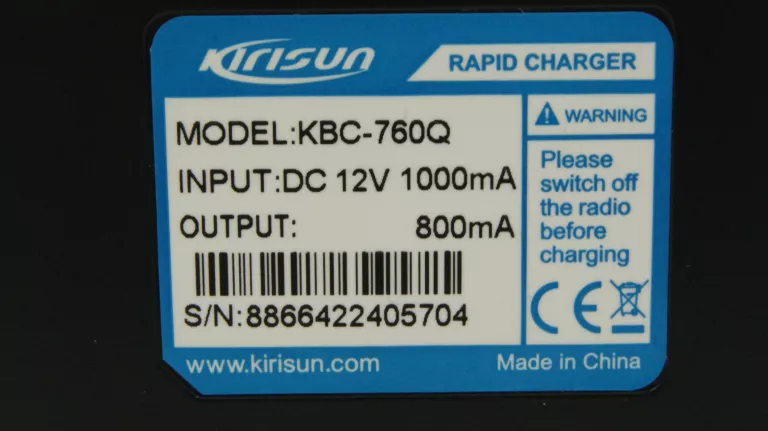 KIRISUN
RAPID CHARGER
MODEL:KBC-760Q
INPUT:DC 12V 1000mA
OUTPUT: 800mA
S/N:8866422405704
WARNING
Please
switch off
the radio
before
charging
CE
www.kirisun.com
Made in China